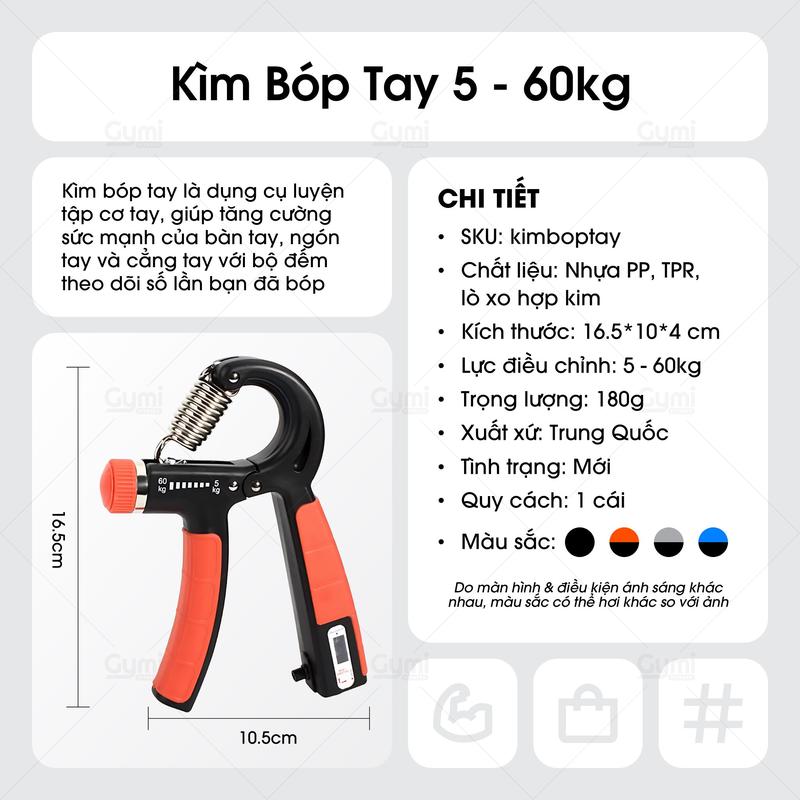 Kìm Bóp Tay 5 - 60kg
Kìm bóp tay là dụng cụ luyện
tập cơ tay, giúp tăng cường
sức mạnh của bàn tay, ngón
tay và cẳng tay với bộ đếm
theo dõi số lần bạn đã bóp
CHI TIẾT
• SKU: kimboptay
• Chất liệu: Nhựa PP, TPR,
lò xo hợp kim
• Kích thước: 16.5*10*4 cm
• Lực điều chỉnh: 5 - 60kg
• Trọng lượng: 180g
• Xuất xứ: Trung Quốc
• Tình trạng: Mới
• Quy cách: 1 cái
• Màu sắc:
Do màn hình & điều kiện ánh sáng khác
nhau, màu sắc có thể hơi khác so với ảnh
60
kg
5
kg
16.5cm
10.5cm
#
Gymi
Gymi
Gymi
Gymi
Gymi
Gymi